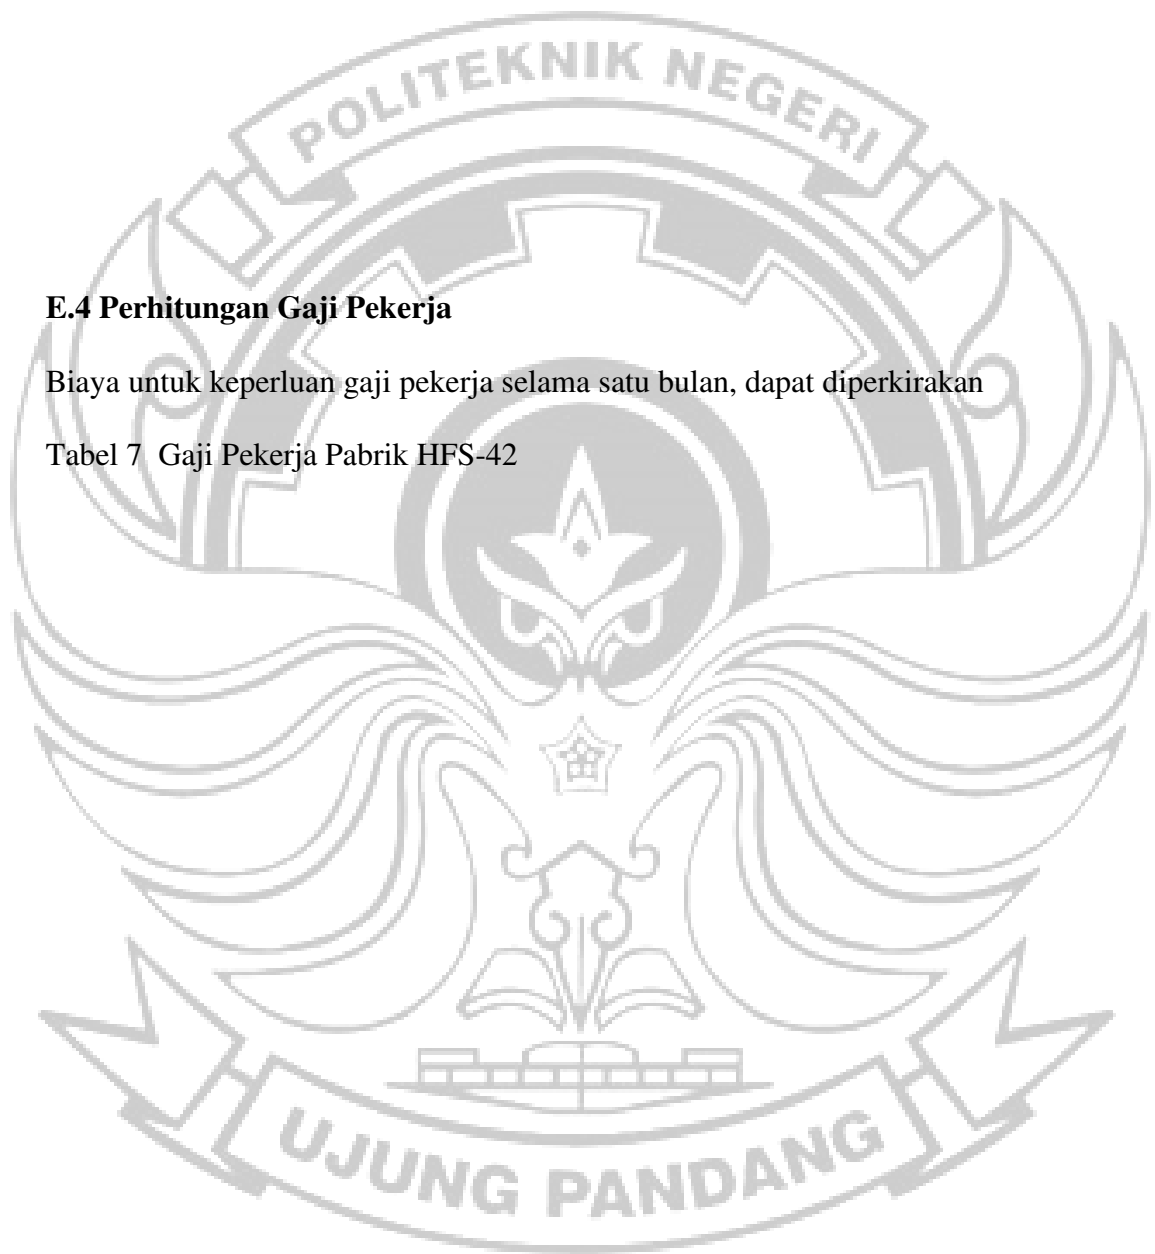 POLITEKNIK NEGERI
E.4 Perhitungan Gaji Pekerja
Biaya untuk keperluan gaji pekerja selama satu bulan, dapat diperkirakan
Tabel 7  Gaji Pekerja Pabrik HFS-42
UJUNG PANDANG